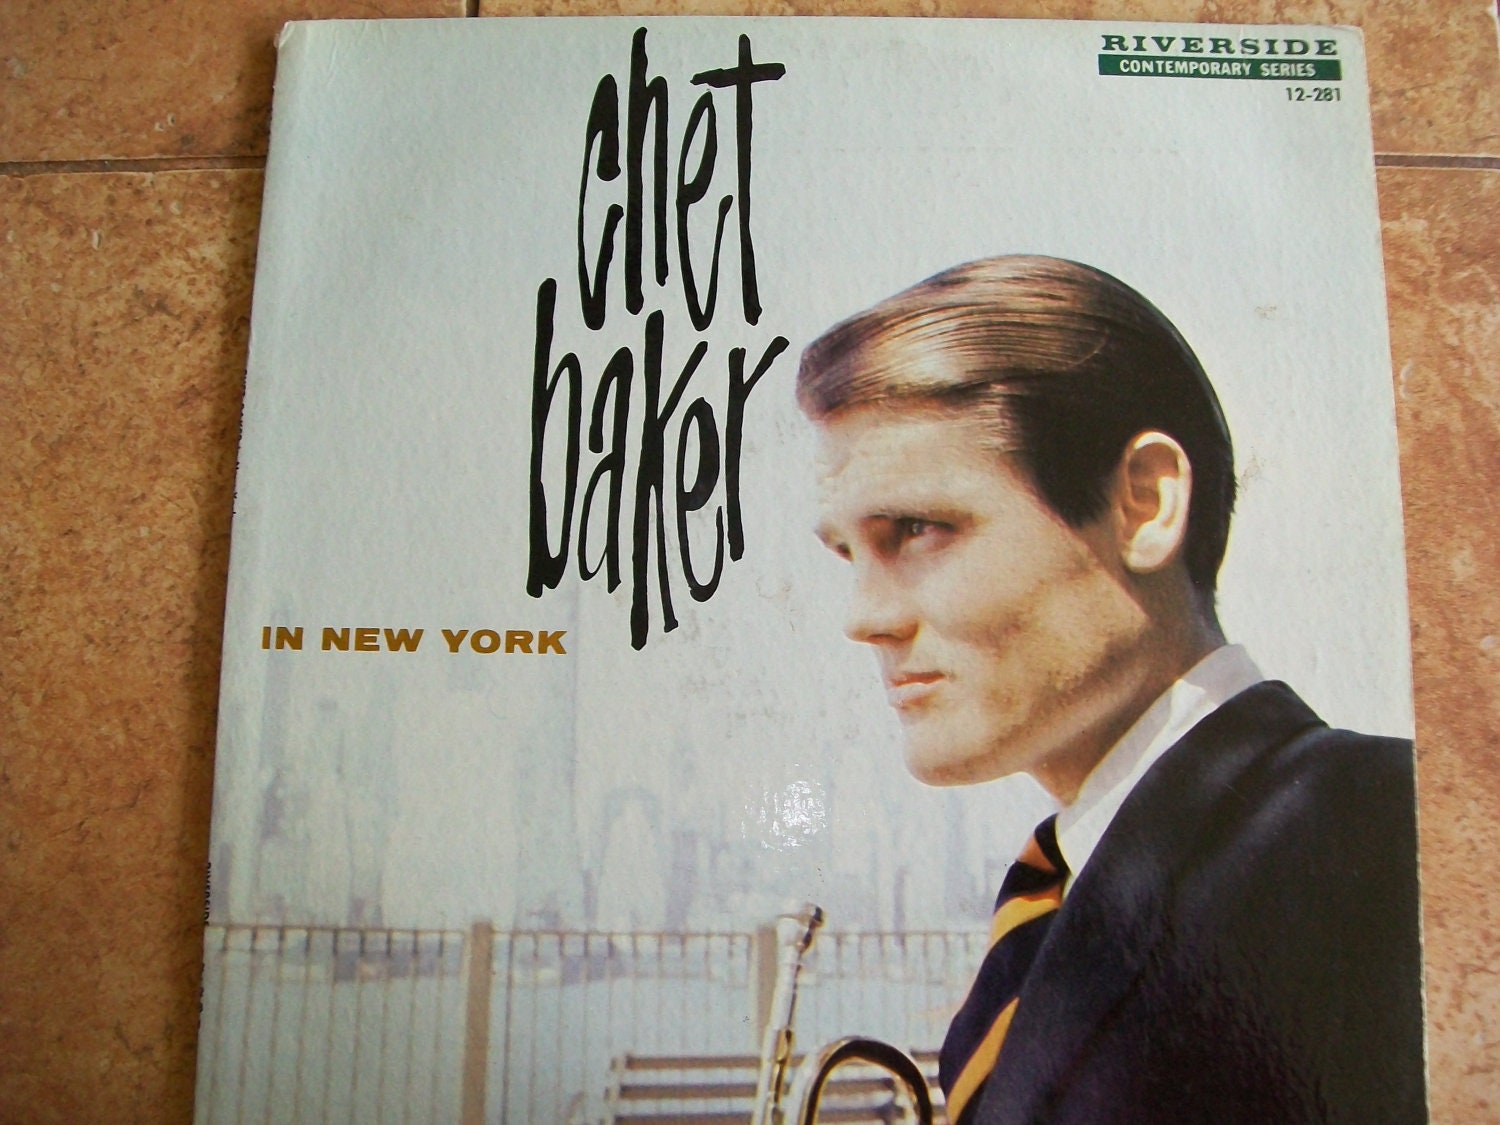 RIVERSIDE
CONTEMPORARY SERIES
12-281
chet
baker
IN NEW YORK